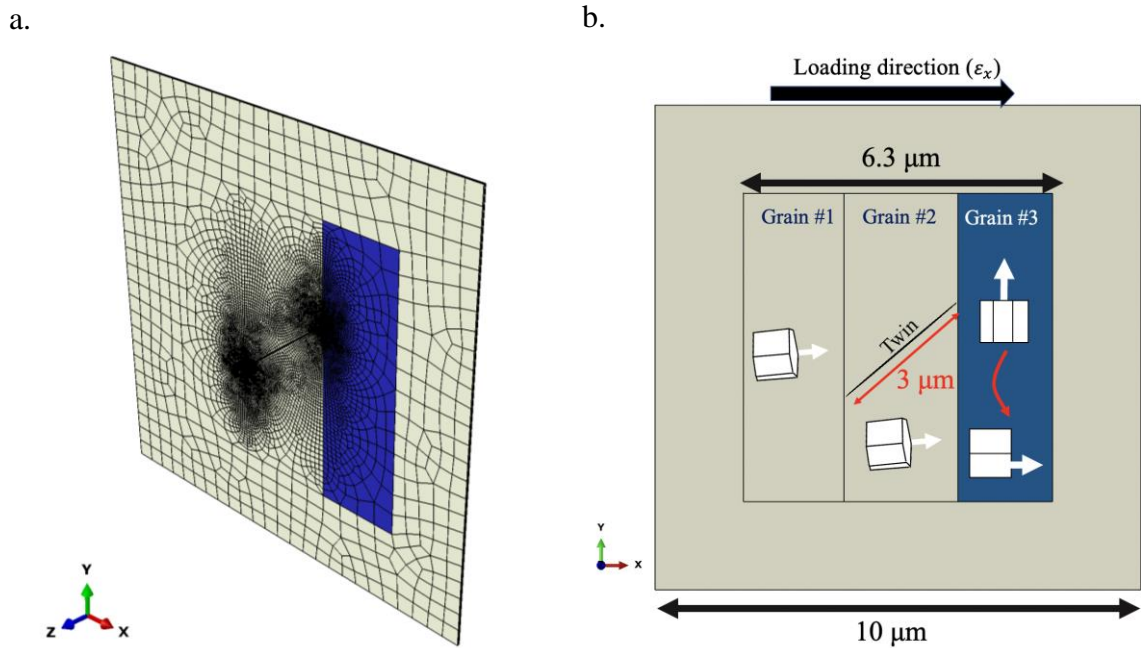 a.
b.
Loading direction (εₓ)
6.3 μm
Grain #1
Grain #2
Grain #3
Twin
3 μm
10 μm
Y
Z
X
Y
X